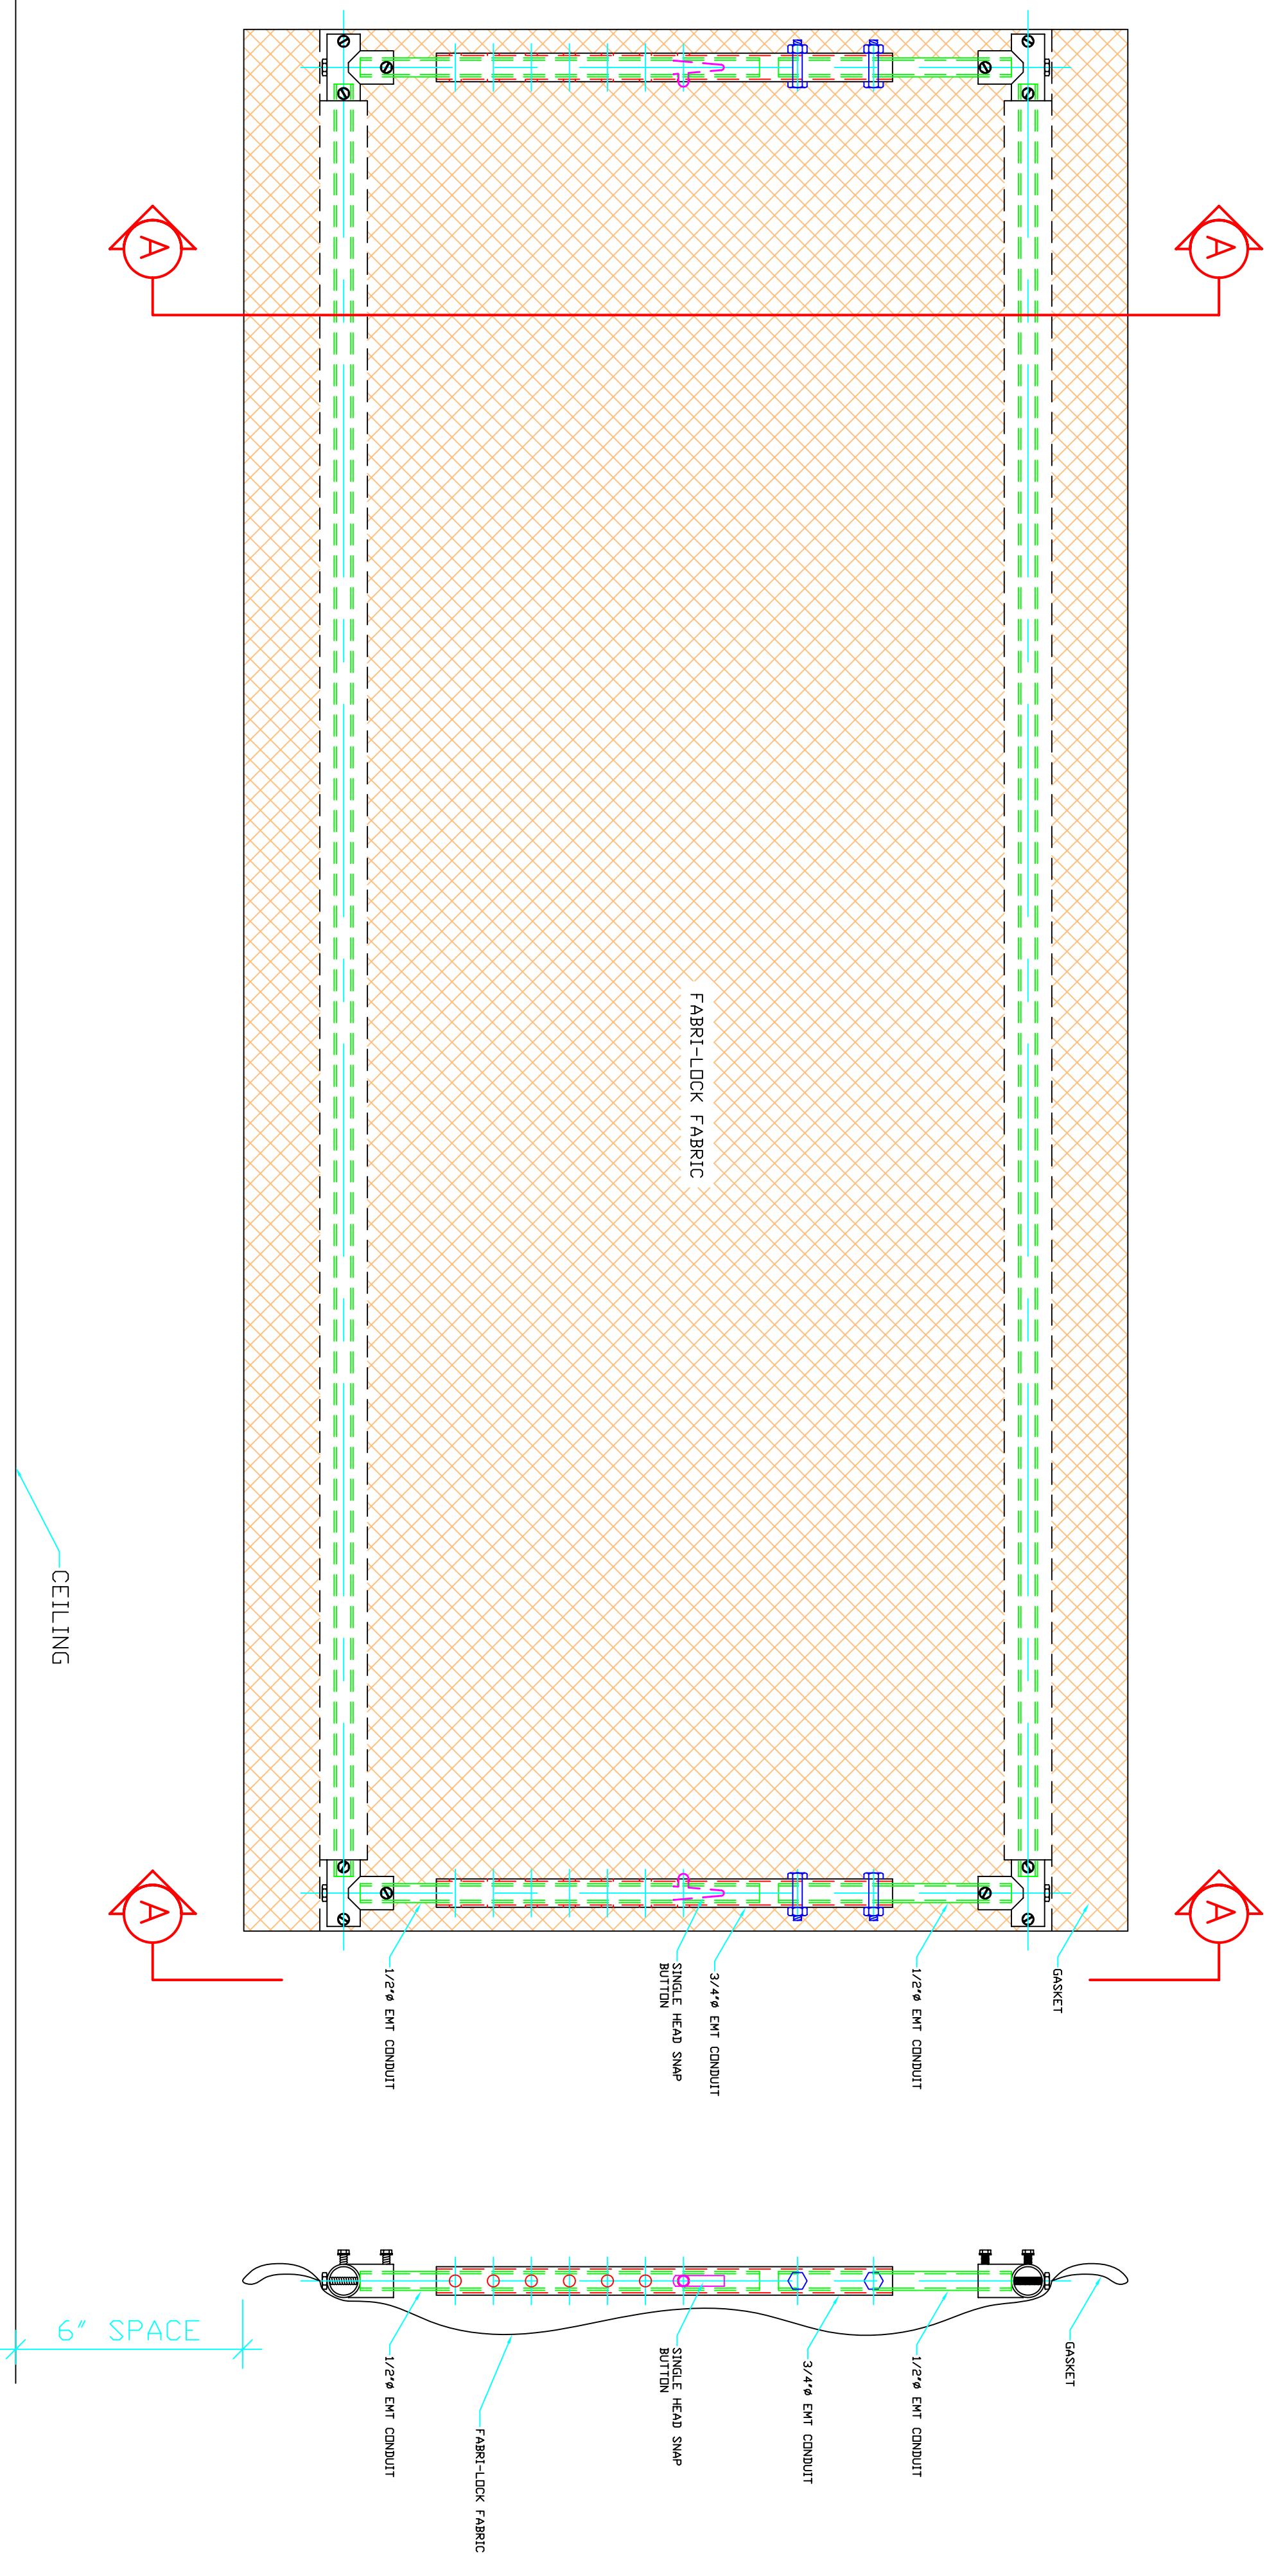 A
A
FABRI-LOCK FABRIC
CEILING
A
A
GASKET
1/2"Ø EMT CONDUIT
3/4"Ø EMT CONDUIT
SINGLE HEAD SNAP
BUTTON
1/2"Ø EMT CONDUIT
GASKET
1/2"Ø EMT CONDUIT
3/4"Ø EMT CONDUIT
SINGLE HEAD SNAP
BUTTON
FABRI-LOCK FABRIC
1/2"Ø EMT CONDUIT
6" SPACE